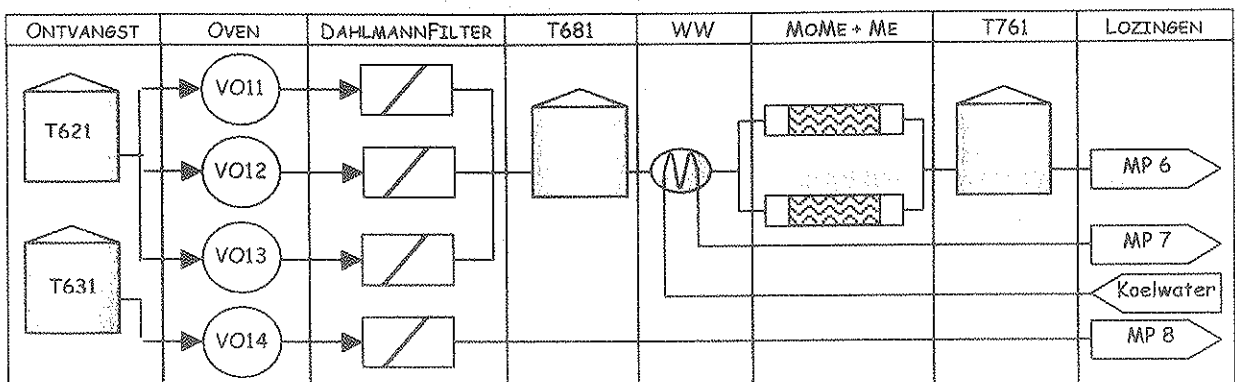 ONTVANGST OVEN DAHLMANNFILTER T681 WW MOME + ME T761 LOZINGEN
VO11
T621
VO12
MP 6
VO13
MP 7
T631
Koelwater
VO14
MP 8